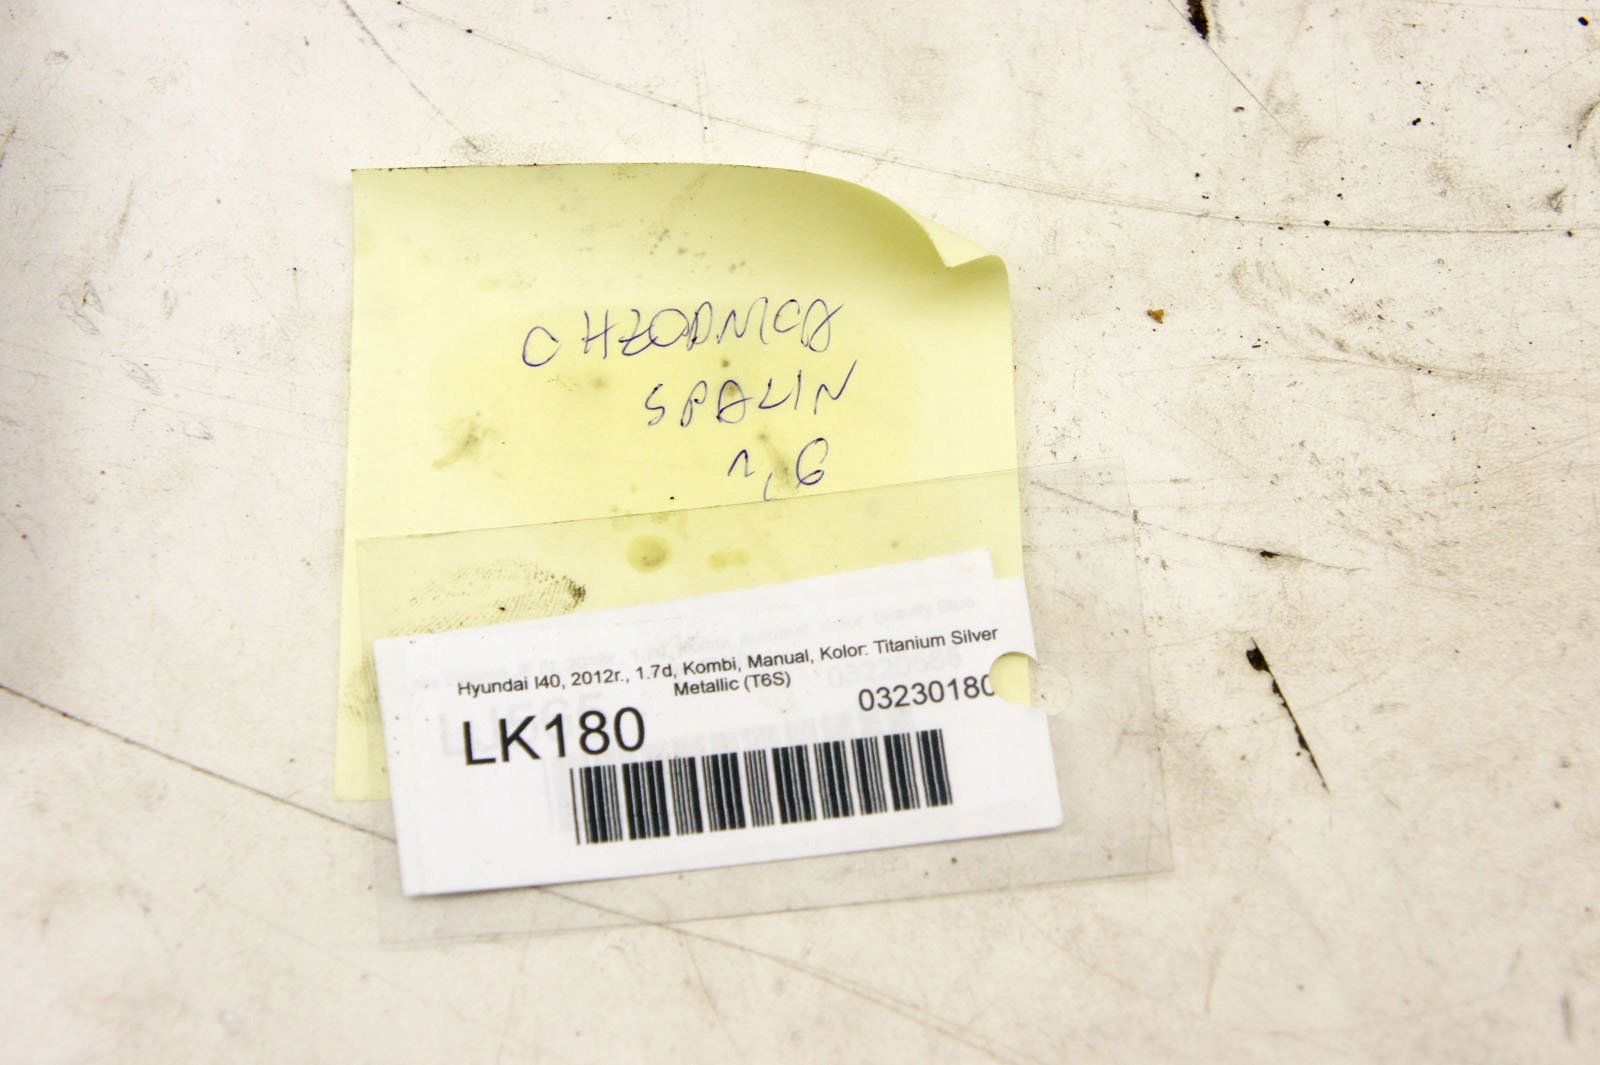 CHŁODNICA
SPALIN
1,6
Hyundai I40, 2012r., 1.7d, Kombi, Manual, Kolor: Titanium Silver
Metallic (T6S)
03230180
LK180